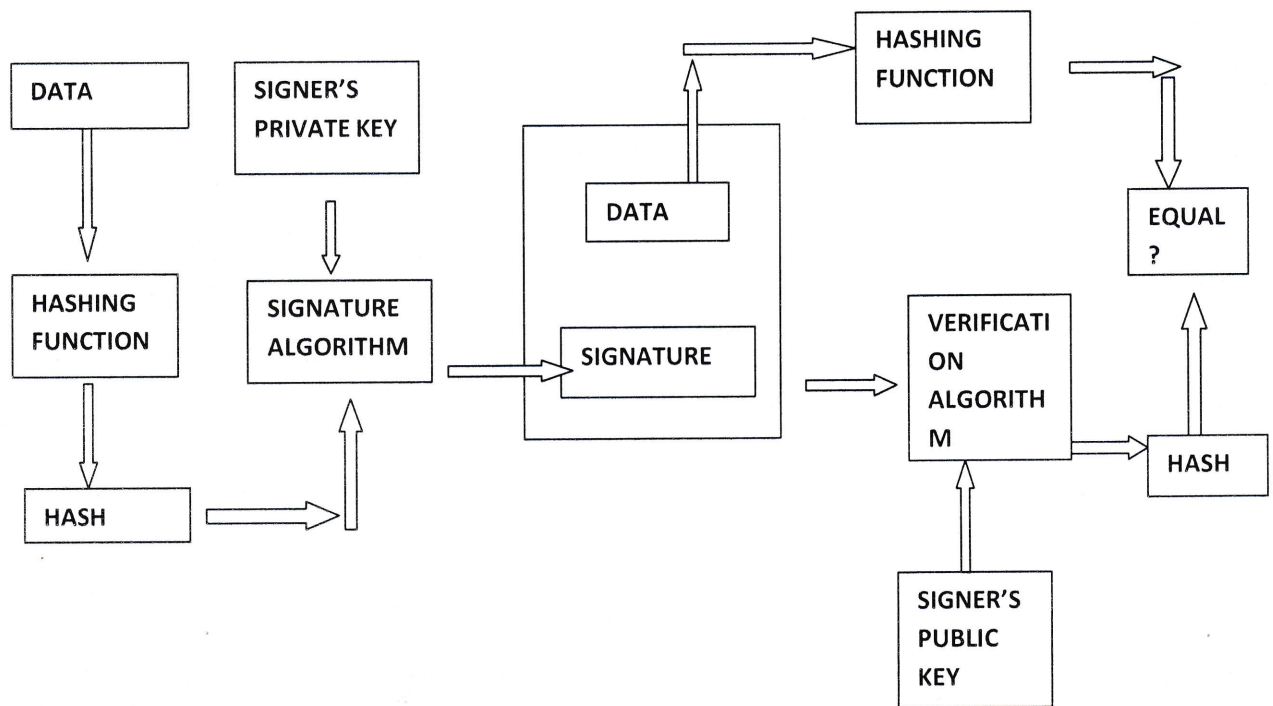 DATA
HASHING
FUNCTION
HASH
SIGNER'S
PRIVATE KEY
SIGNATURE
ALGORITHM
DATA
SIGNATURE
HASHING
FUNCTION
EQUAL
?
VERIFICATI
ON
ALGORITH
M
HASH
SIGNER'S
PUBLIC
KEY